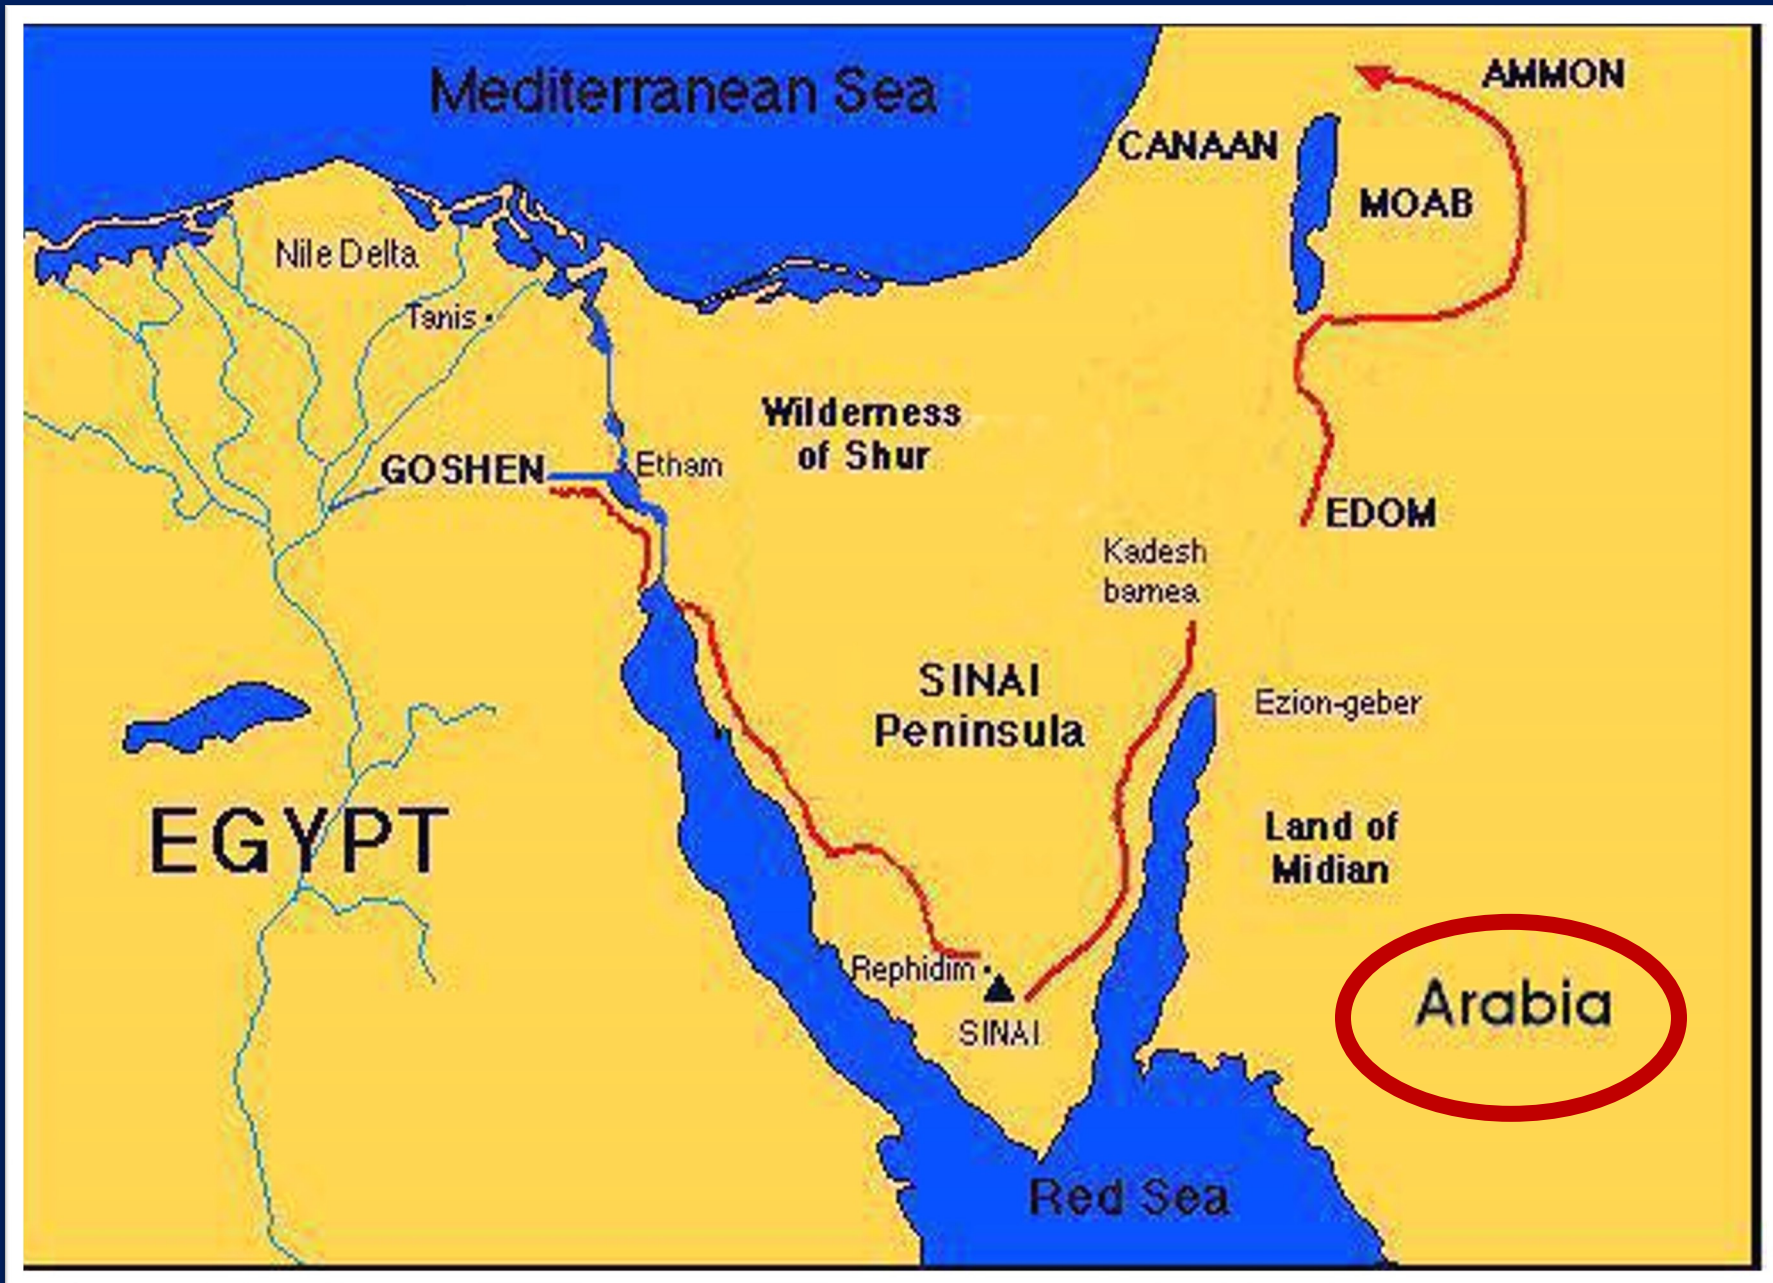 Mediterranean Sea
AMMON
CANAAN
MOAB
Nile Delta
Tanis
Wilderness
of Shur
GOSHEN
Etham
EDOM
Kadesh
barnea
SINAI
Peninsula
Ezion-geber
EGYPT
Land of
Midian
Rephidim
Arabia
SINAI
Red Sea